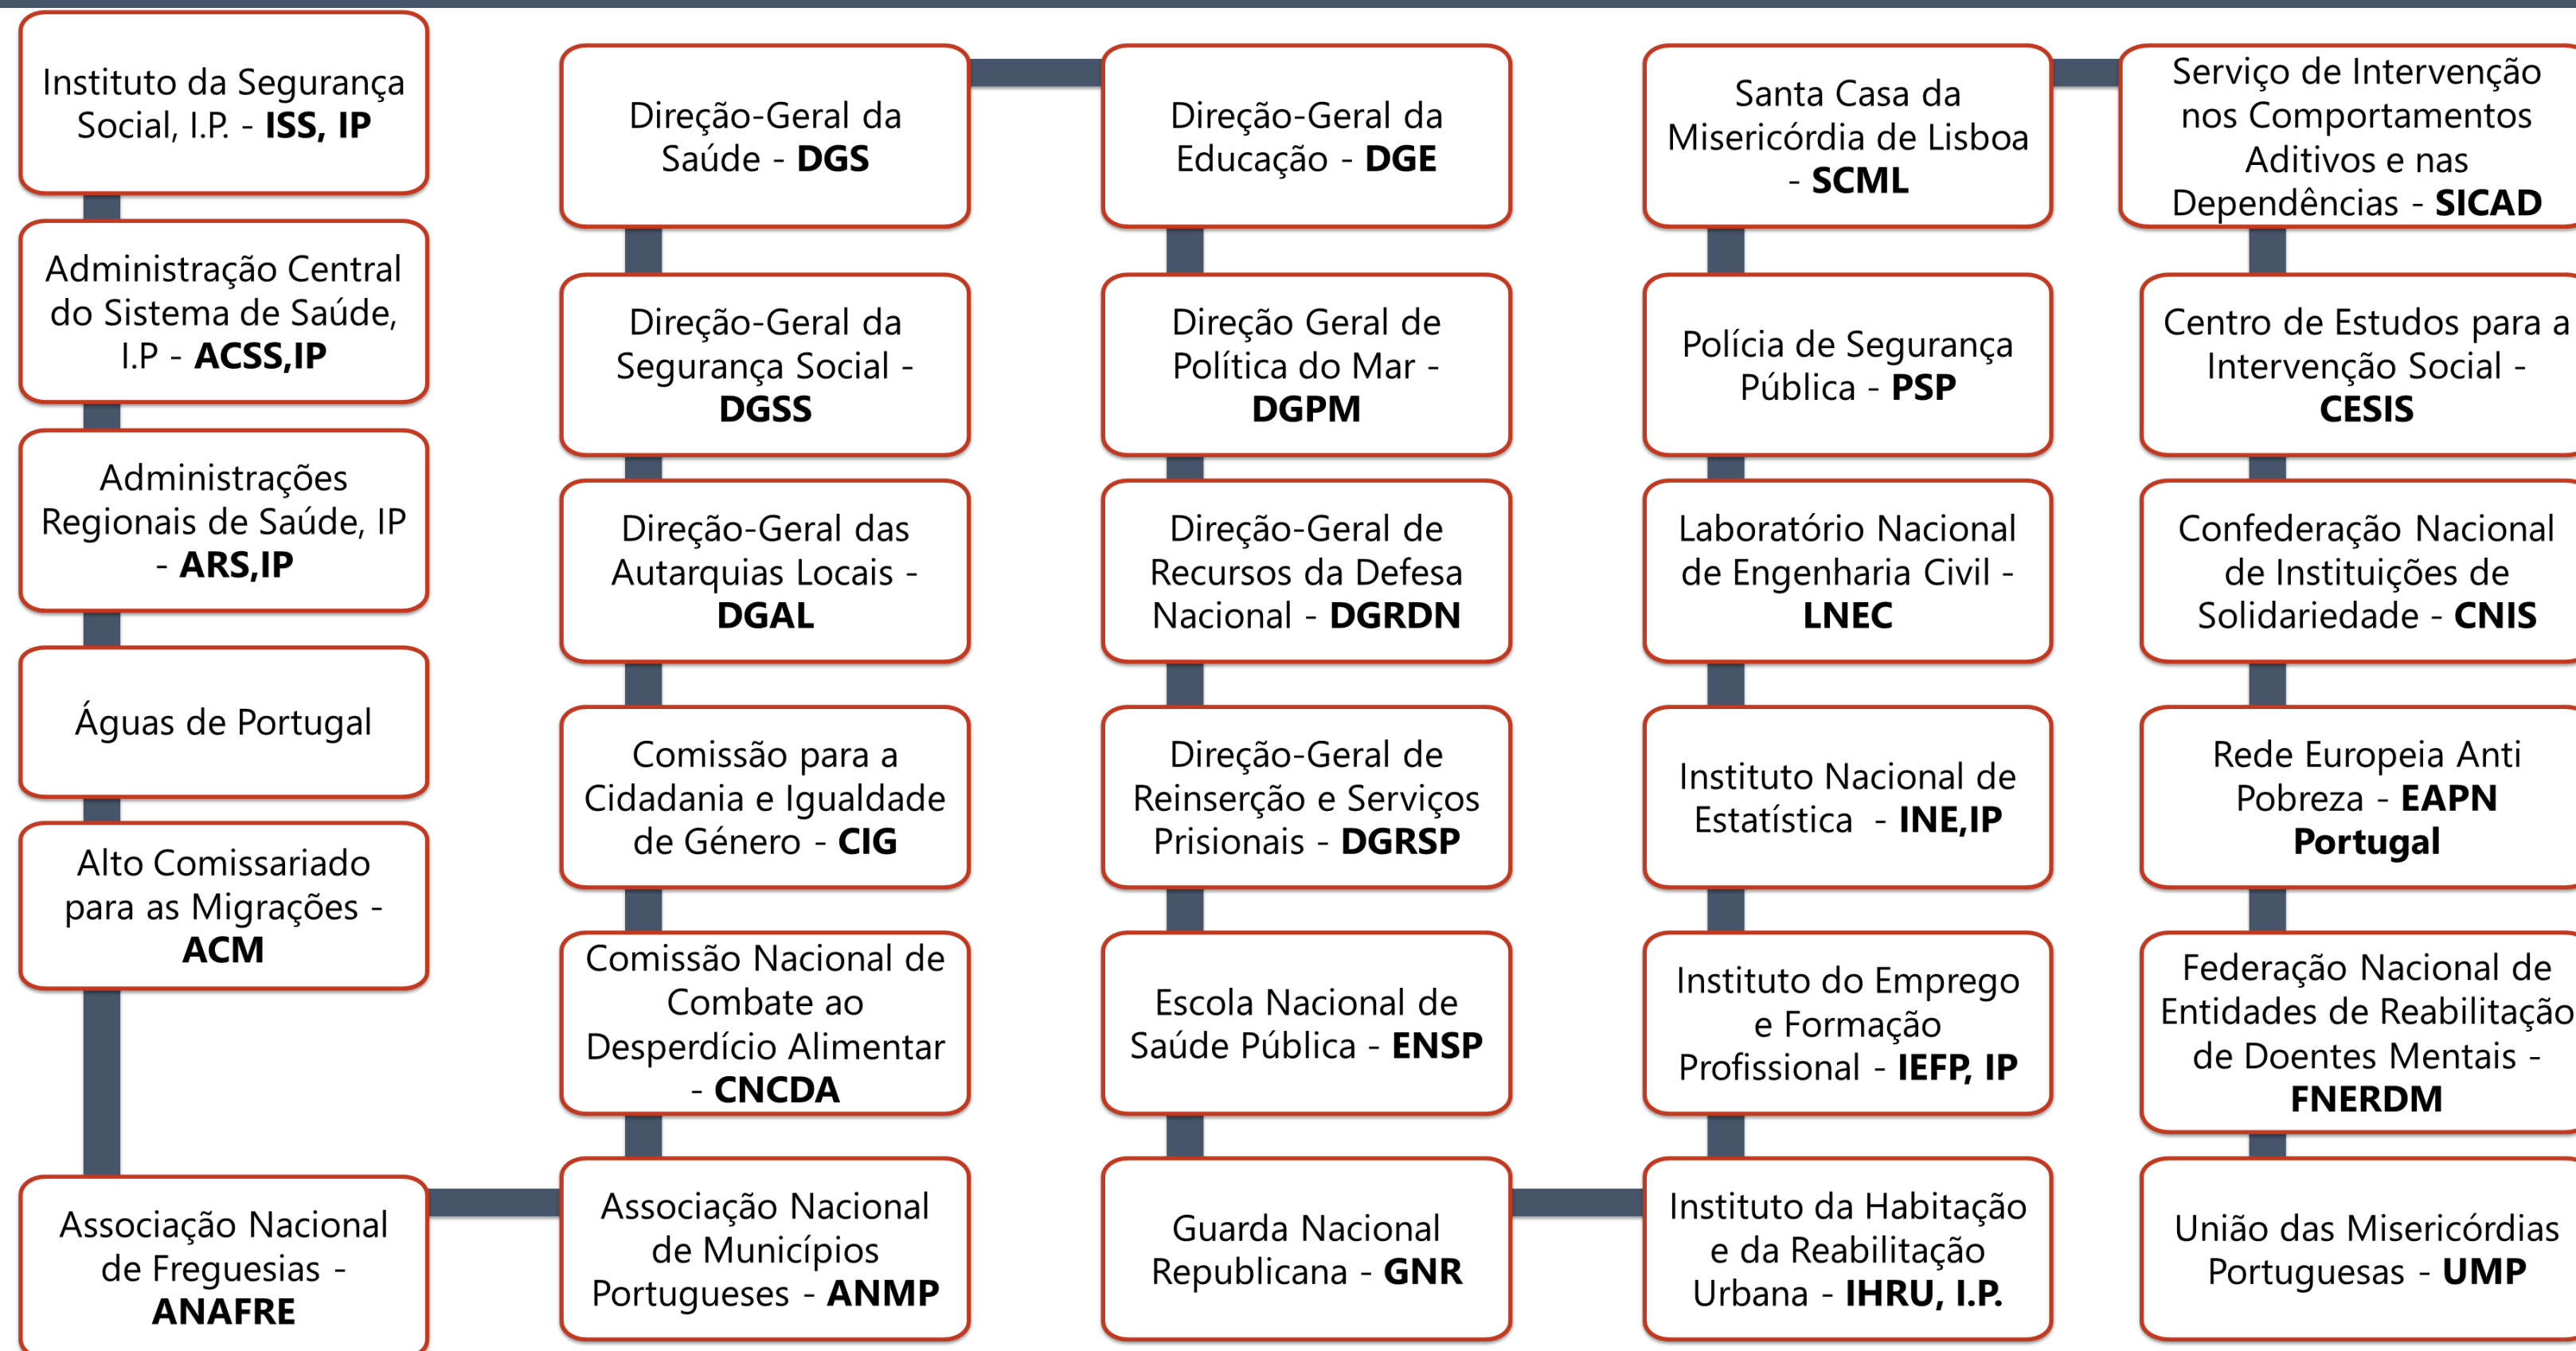 Instituto da Segurança
Social, I.P. - ISS, IP
Administração Central
do Sistema de Saúde,
I.P - ACSS,IP
Administrações
Regionais de Saúde, IP
- ARS,IP
Águas de Portugal
Alto Comissariado
para as Migrações -
ACM
Associação Nacional
de Freguesias -
ANAFRE
Direção-Geral da
Saúde - DGS
Direção-Geral da
Segurança Social -
DGSS
Direção-Geral das
Autarquias Locais -
DGAL
Comissão para a
Cidadania e Igualdade
de Género - CIG
Comissão Nacional de
Combate ao
Desperdício Alimentar
- CNCDA
Associação Nacional
de Municípios
Portugueses - ANMP
Direção-Geral da
Educação - DGE
Direção Geral de
Política do Mar -
DGPM
Direção-Geral de
Recursos da Defesa
Nacional - DGRDN
Direção-Geral de
Reinserção e Serviços
Prisionais - DGRSP
Escola Nacional de
Saúde Pública - ENSP
Guarda Nacional
Republicana - GNR
Santa Casa da
Misericórdia de Lisboa
- SCML
Polícia de Segurança
Pública - PSP
Laboratório Nacional
de Engenharia Civil -
LNEC
Instituto Nacional de
Estatística - INE,IP
Instituto do Emprego
e Formação
Profissional - IEFP, IP
Instituto da Habitação
e da Reabilitação
Urbana - IHRU, I.P.
Serviço de Intervenção
nos Comportamentos
Aditivos e nas
Dependências - SICAD
Centro de Estudos para a
Intervenção Social -
CESIS
Confederação Nacional
de Instituições de
Solidariedade - CNIS
Rede Europeia Anti
Pobreza - EAPN
Portugal
Federação Nacional de
Entidades de Reabilitação
de Doentes Mentais -
FNERDM
União das Misericórdias
Portuguesas - UMP